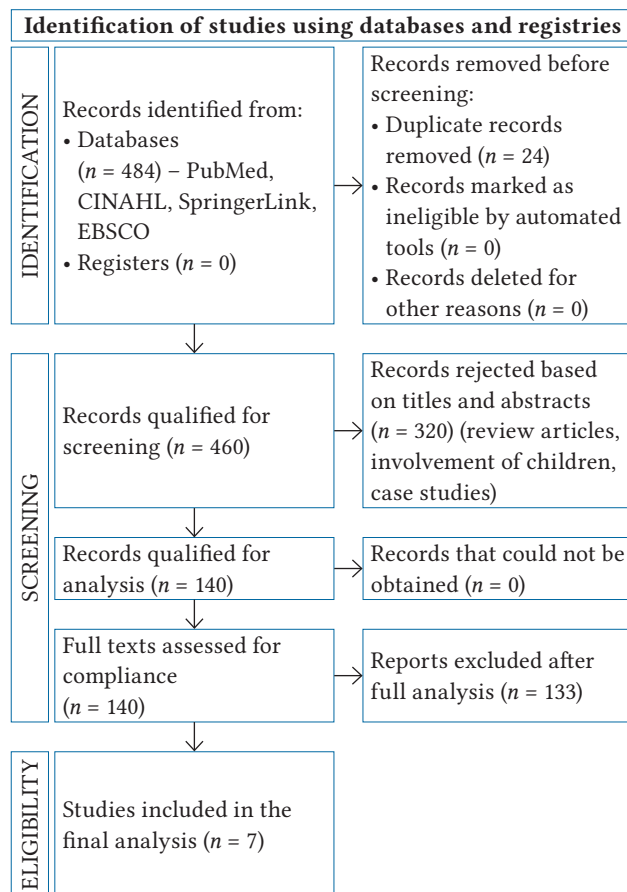 Identification of studies using databases and registries
IDENTIFICATION
Records identified from:
• Databases
(n = 484) – PubMed,
CINAHL, SpringerLink,
EBSCO
• Registers (n = 0)
Records removed before
screening:
• Duplicate records
removed (n = 24)
• Records marked as
ineligible by automated
tools (n = 0)
• Records deleted for
other reasons (n = 0)
SCREENING
Records qualified for
screening (n = 460)
Records rejected based
on titles and abstracts
(n = 320) (review articles,
involvement of children,
case studies)
Records qualified for
analysis (n = 140)
Records that could not be
obtained (n = 0)
Full texts assessed for
compliance
(n = 140)
Reports excluded after
full analysis (n = 133)
ELIGIBILITY
Studies included in the
final analysis (n = 7)